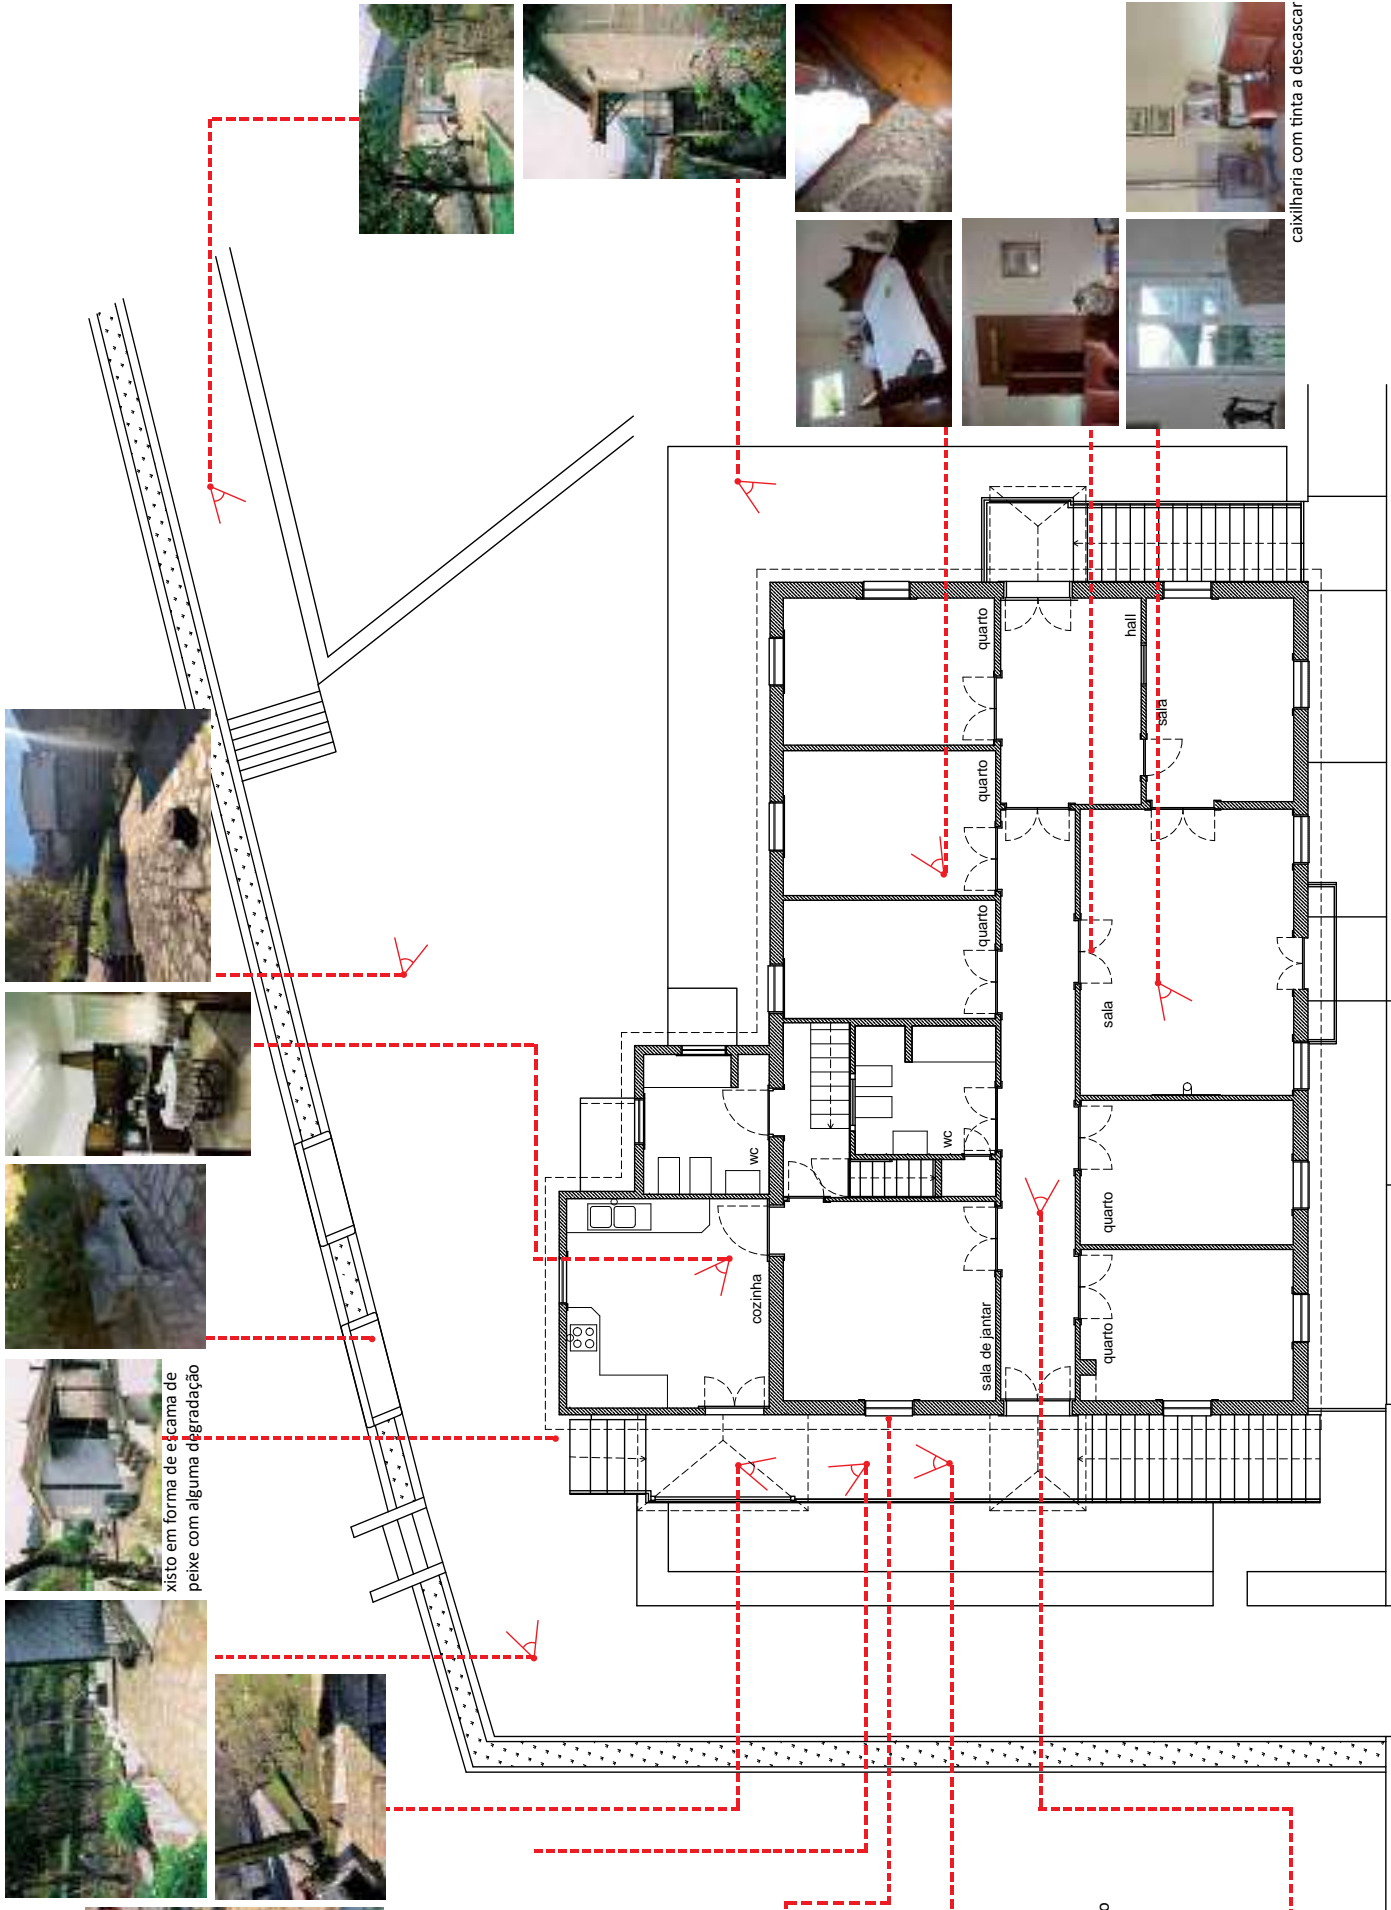 caixilharia com tinta a descascar
xisto em forma de escama de
peixe com alguma degradação
cozinha
wc
wc
quarto
quarto
quarto
sala de jantar
hall
sala
sala
quarto
quarto
o